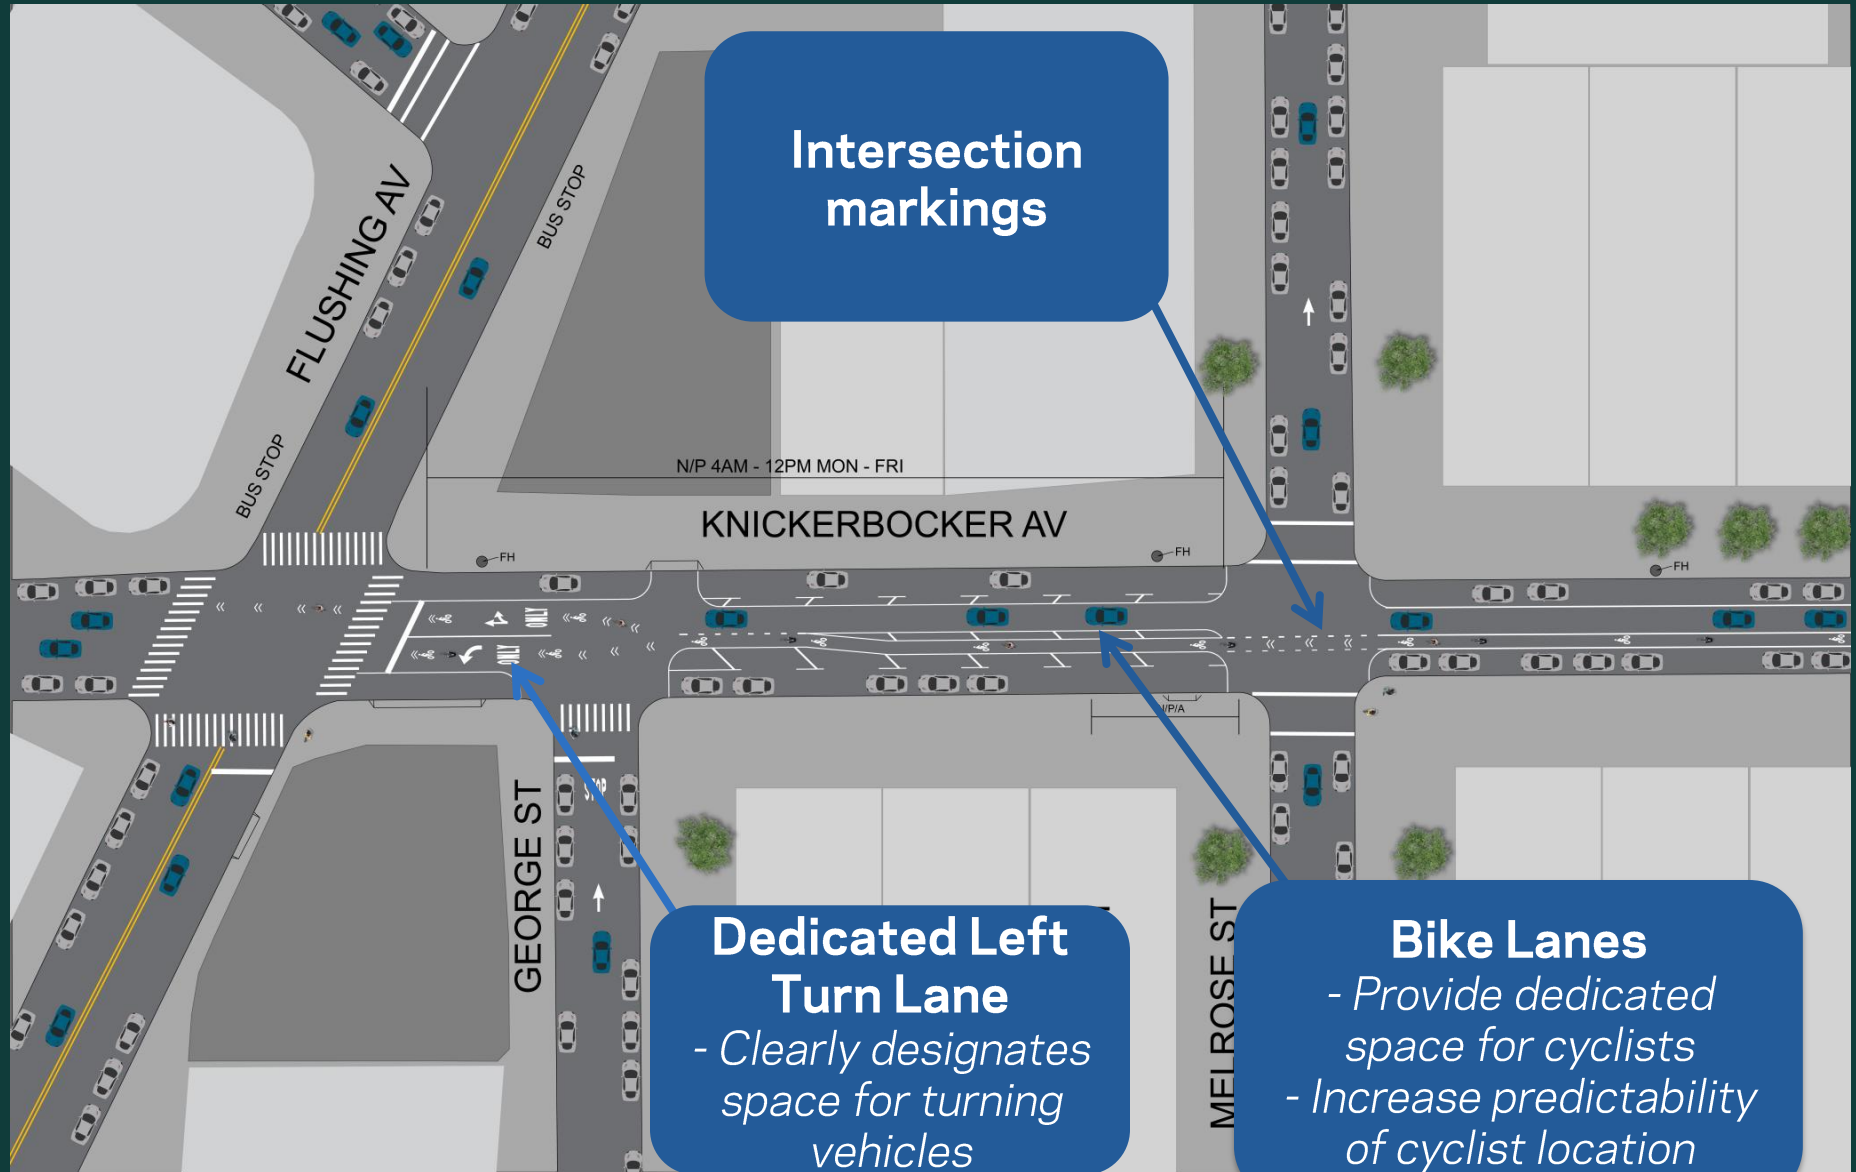 Intersection
markings
FLUSHING AV
BUS STOP
BUS STOP
N/P 4AM - 12PM MON - FRI
KNICKERBOCKER AV
FH
FH
FH
ONLY
ONLY
N/P/A
STOP
GEORGE ST
MELROSE ST
Dedicated Left
Turn Lane
- Clearly designates
space for turning
vehicles
Bike Lanes
- Provide dedicated
space for cyclists
- Increase predictability
of cyclist location